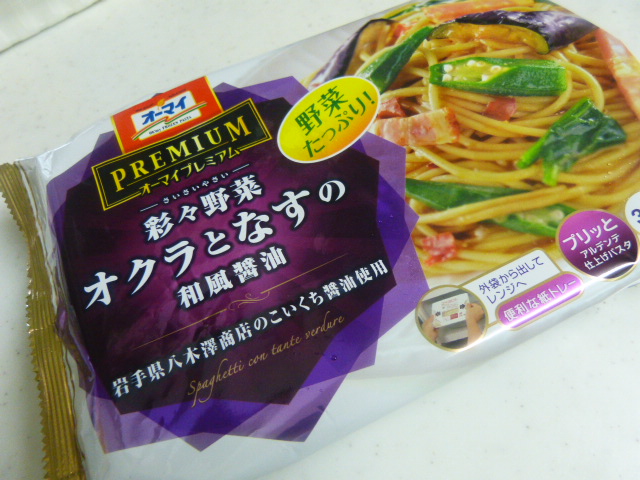 オーマイ
PREMIUM
オーマイプレミアム
さいさいやさい
彩々野菜
オクラとなすの
和風醤油
岩手県八木澤商店のこいくち醤油使用
Spaghetti con tante verdure
野菜
たっぷり!
プリッと
アルデンテ
仕上げパスタ
外袋から出して
レンジへ
便利な紙トレー